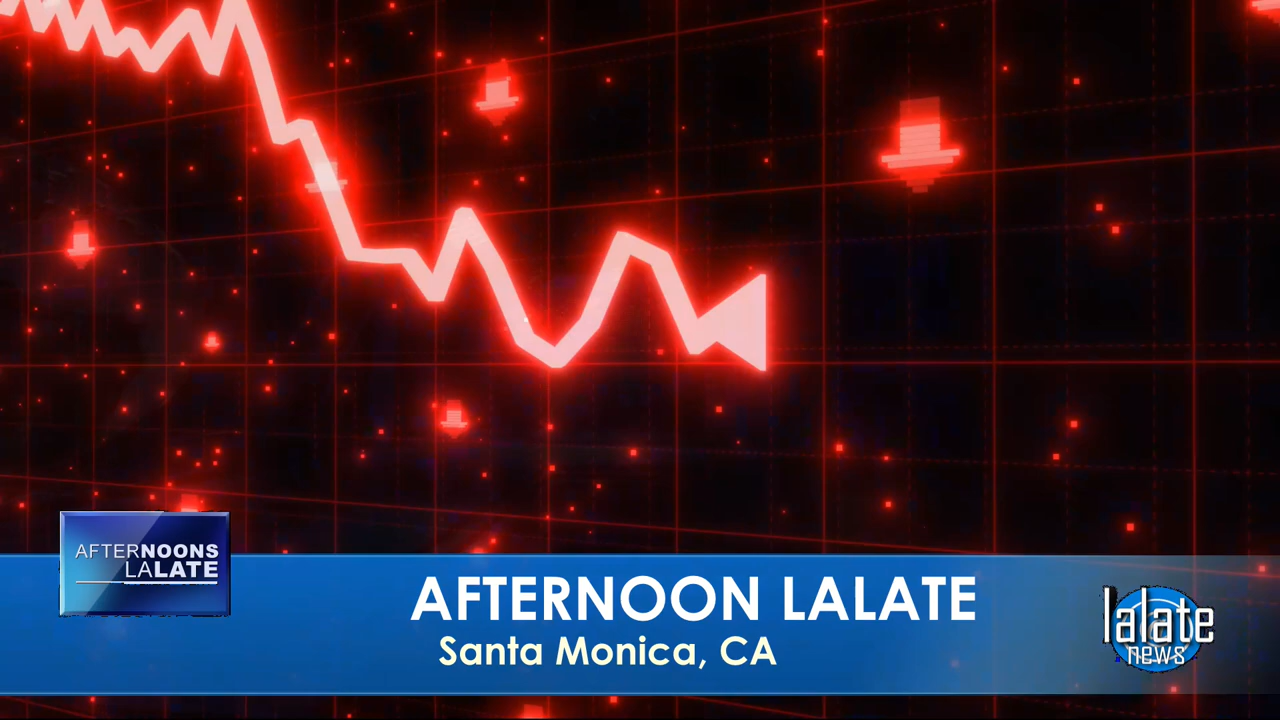 AFTERNOONS
LALATE
AFTERNOON LALATE
Santa Monica, CA
lalate
news